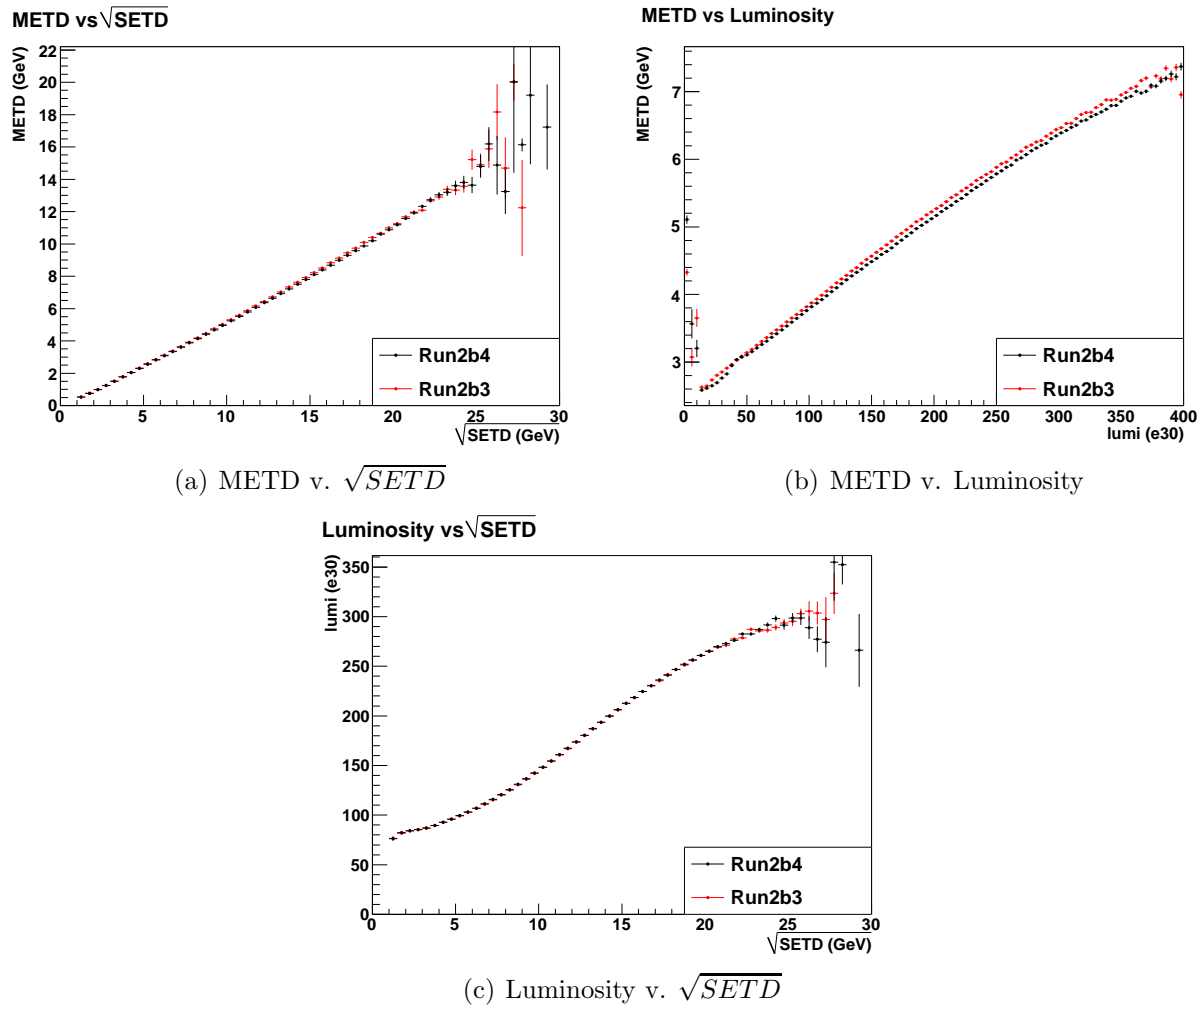 METD vs √SETD
METD (GeV)
22
20
18
16
14
12
10
8
6
4
2
0
0 5 10 15 20 25 30
√SETD (GeV)
Run2b4
Run2b3
(a) METD v. √SETD
METD vs Luminosity
METD (GeV)
7
6
5
4
3
0 50 100 150 200 250 300 350 400
lumi (e30)
Run2b4
Run2b3
(b) METD v. Luminosity
Luminosity vs √SETD
lumi (e30)
350
300
250
200
150
100
50
0
0 5 10 15 20 25 30
√SETD (GeV)
Run2b4
Run2b3
(c) Luminosity v. √SETD